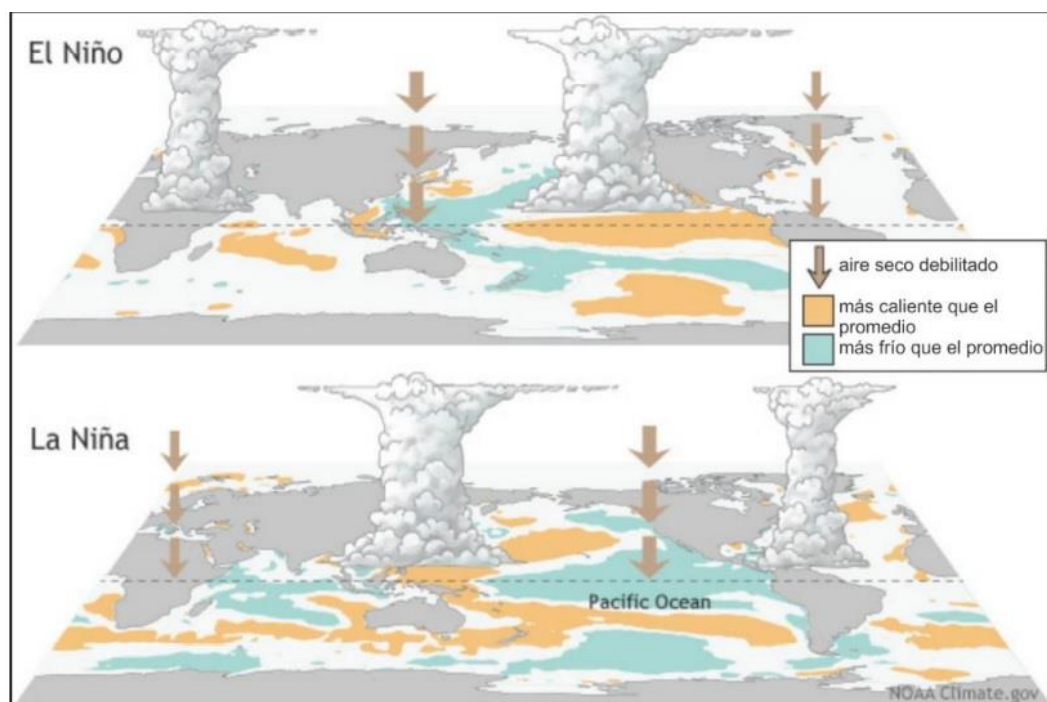 El Niño
aire seco debilitado
más caliente que el
promedio
más frío que el promedio
La Niña
Pacific Ocean
NOAA Climate.gov